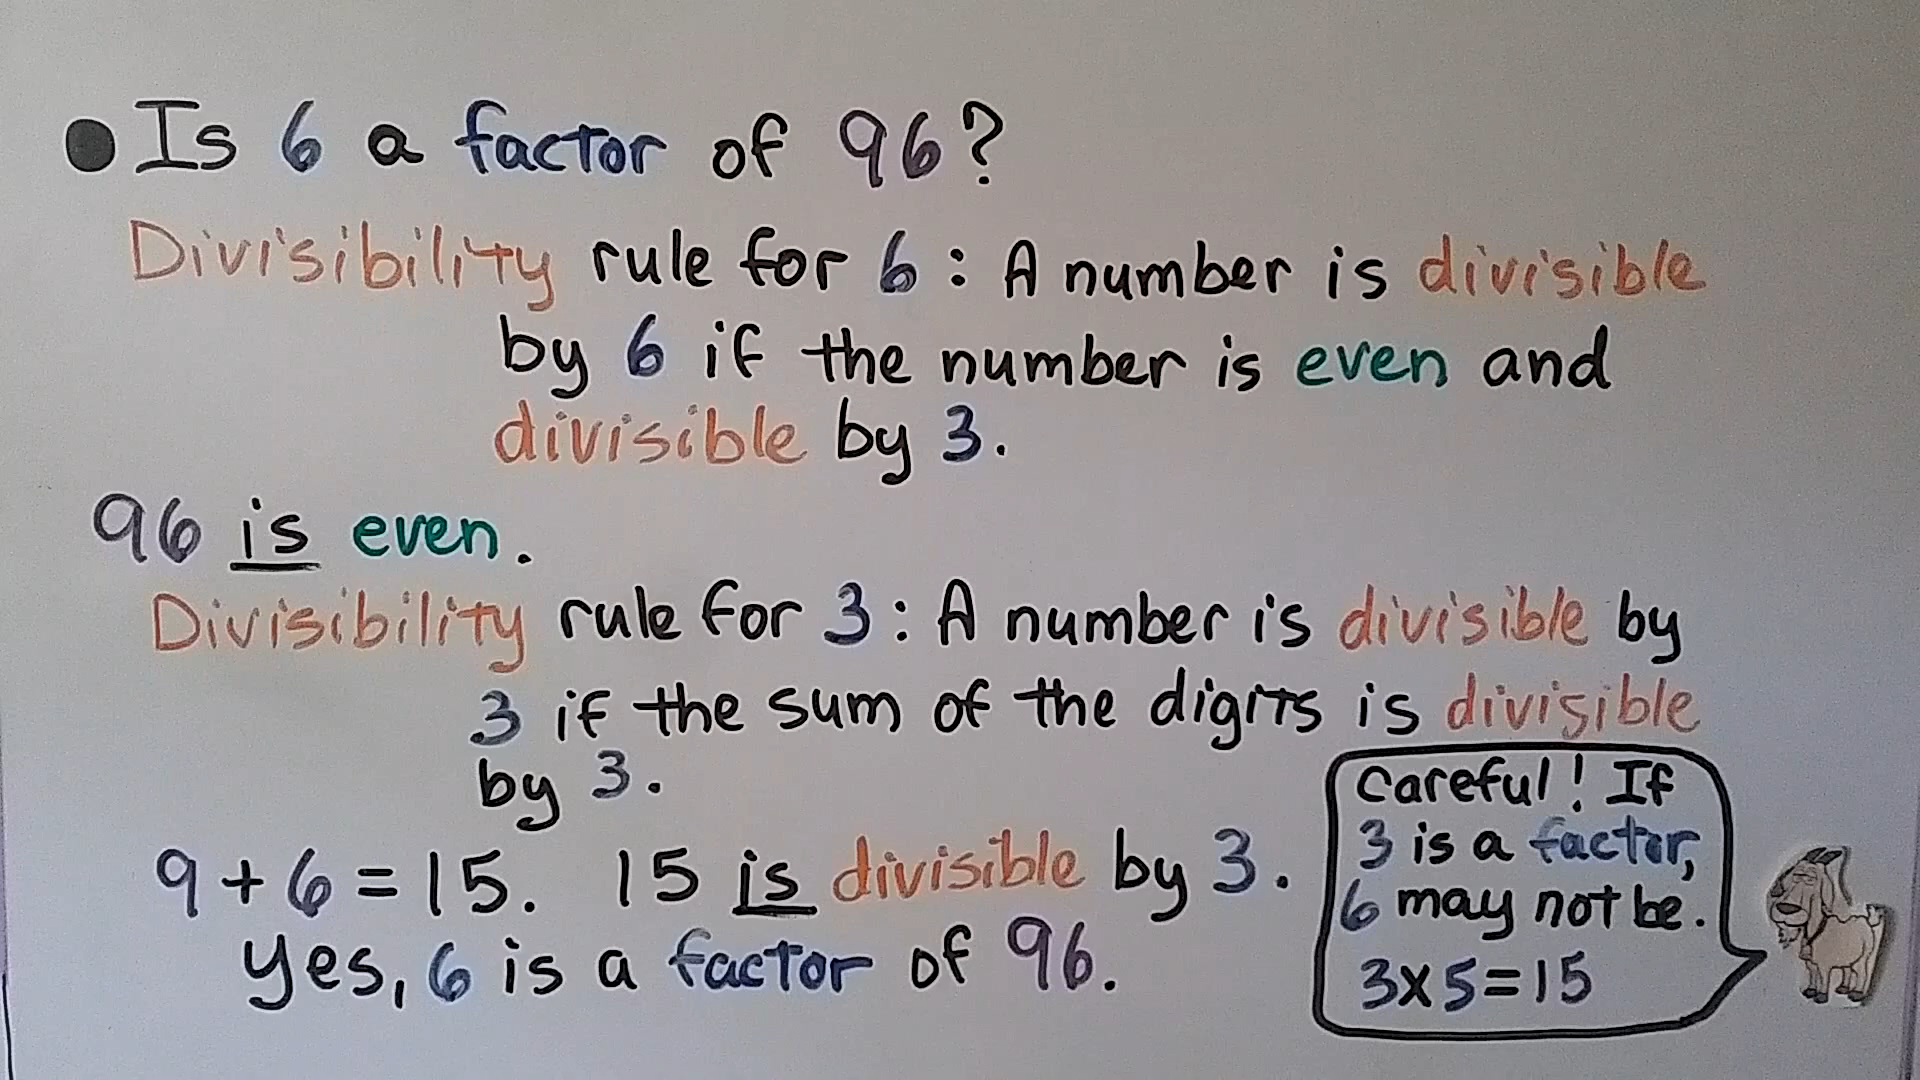 Is 6 a factor of 96?
Divisibility rule for 6: A number is divisible
by 6 if the number is even and
divisible by 3.
96 is even.
Divisibility rule for 3: A number is divisible by
3 if the sum of the digits is divisible
by 3.
9+6=15. 15 is divisible by 3.
yes, 6 is a factor of 96.
Careful! If
3 is a factor,
6 may not be.
3x5=15